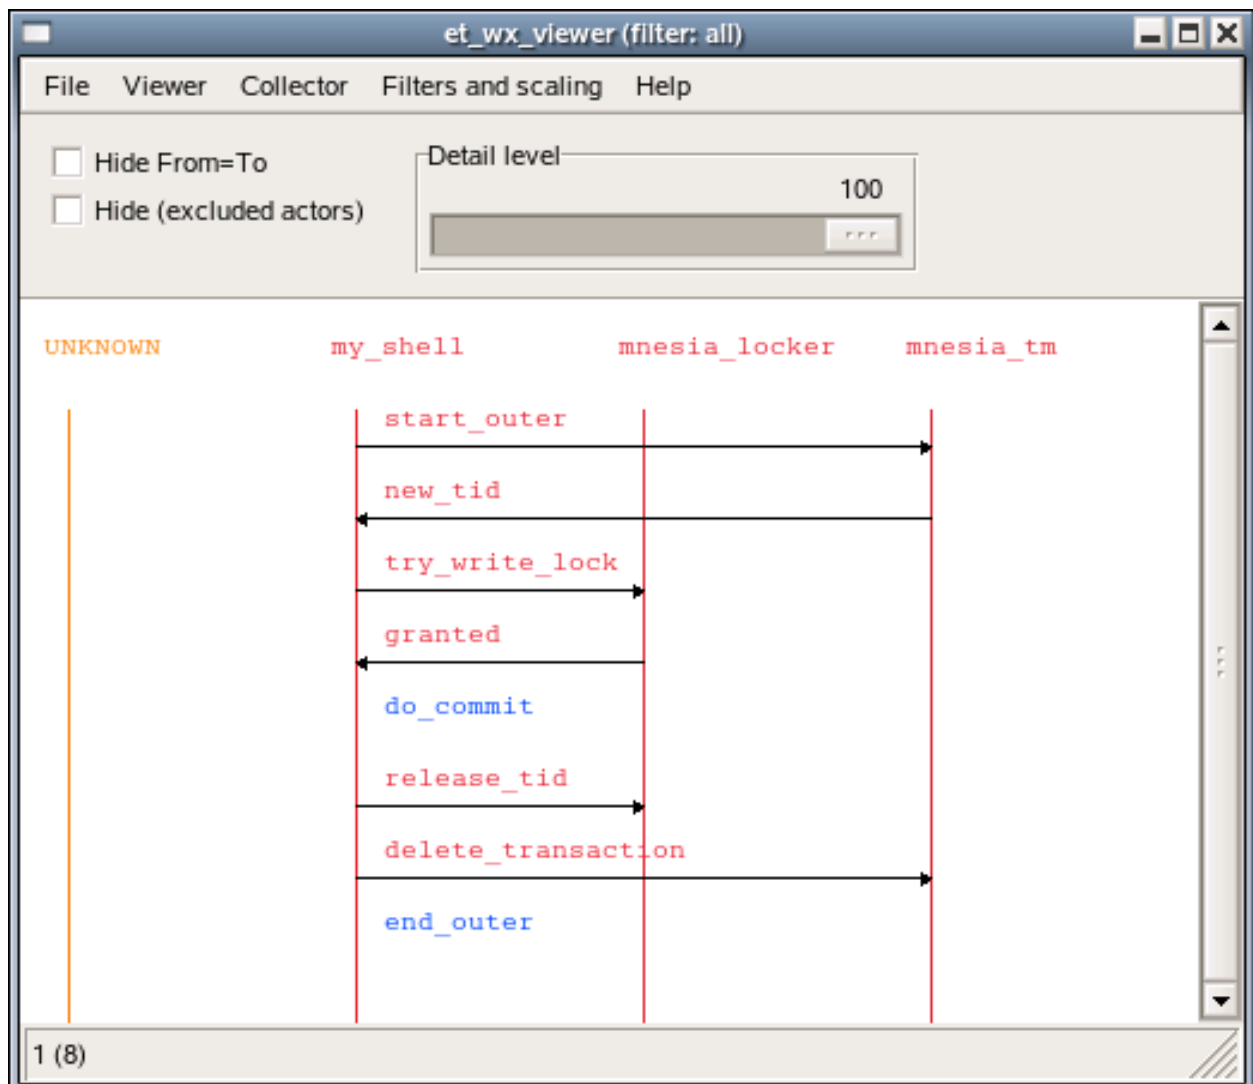 et_wx_viewer (filter: all)
File Viewer Collector Filters and scaling Help
Hide From=To
Hide (excluded actors)
Detail level
100
UNKNOWN my_shell mnesia_locker mnesia_tm
start_outer
new_tid
try_write_lock
granted
do_commit
release_tid
delete_transaction
end_outer
1 (8)